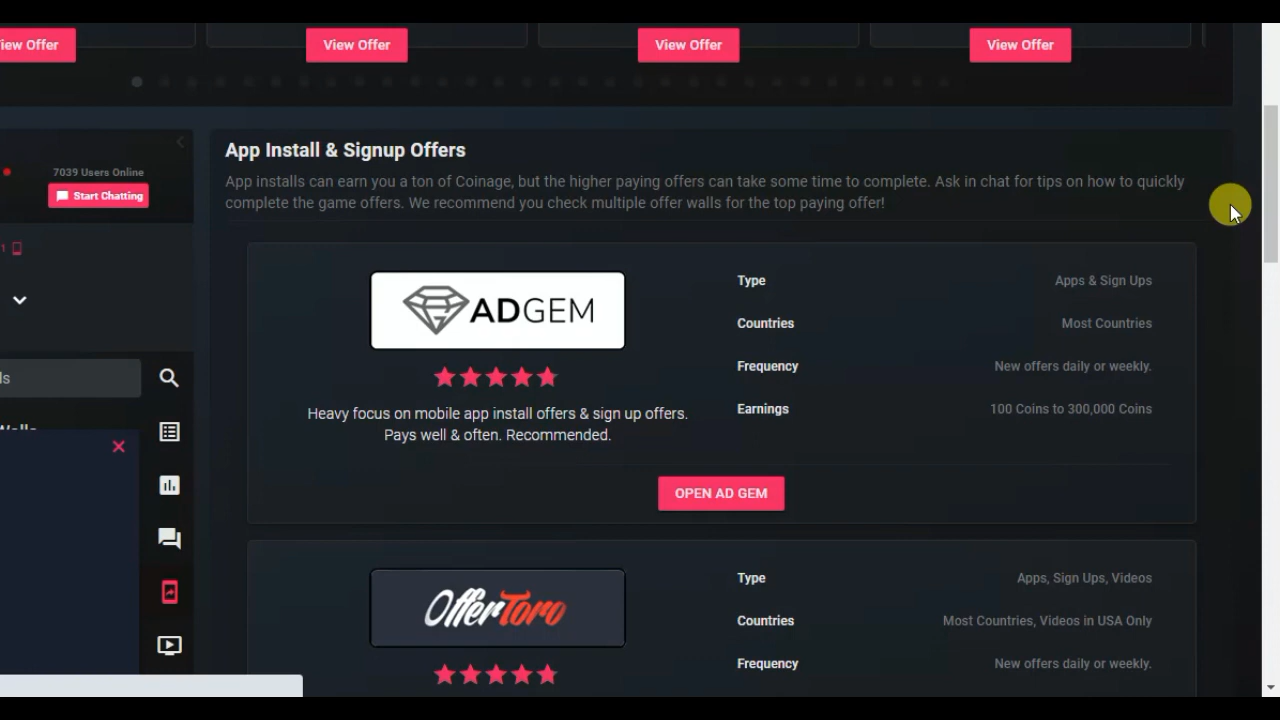 iew Offer
View Offer
View Offer
View Offer
7039 Users Online
Start Chatting
App Install & Signup Offers
App installs can earn you a ton of Coinage, but the higher paying offers can take some time to complete. Ask in chat for tips on how to quickly
complete the game offers. We recommend you check multiple offer walls for the top paying offer!
1
ls
ADGEM
Heavy focus on mobile app install offers & sign up offers.
Pays well & often. Recommended.
Type Apps & Sign Ups
Countries Most Countries
Frequency New offers daily or weekly.
Earnings 100 Coins to 300,000 Coins
OPEN AD GEM
OfferToro
Type Apps, Sign Ups, Videos
Countries Most Countries, Videos in USA Only
Frequency New offers daily or weekly.